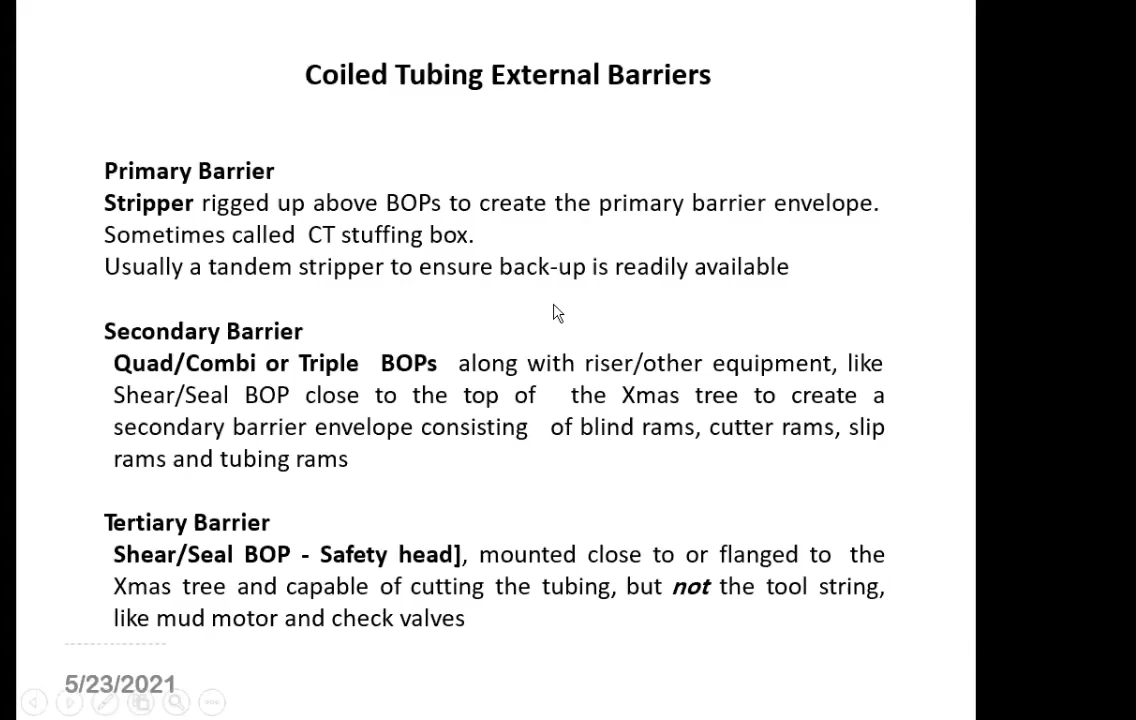 Coiled Tubing External Barriers
Primary Barrier
Stripper rigged up above BOPs to create the primary barrier envelope.
Sometimes called CT stuffing box.
Usually a tandem stripper to ensure back-up is readily available
Secondary Barrier
Quad/Combi or Triple BOPs along with riser/other equipment, like
Shear/Seal BOP close to the top of the Xmas tree to create a
secondary barrier envelope consisting of blind rams, cutter rams, slip
rams and tubing rams
Tertiary Barrier
Shear/Seal BOP - Safety head], mounted close to or flanged to the
Xmas tree and capable of cutting the tubing, but not the tool string,
like mud motor and check valves
5/23/2021